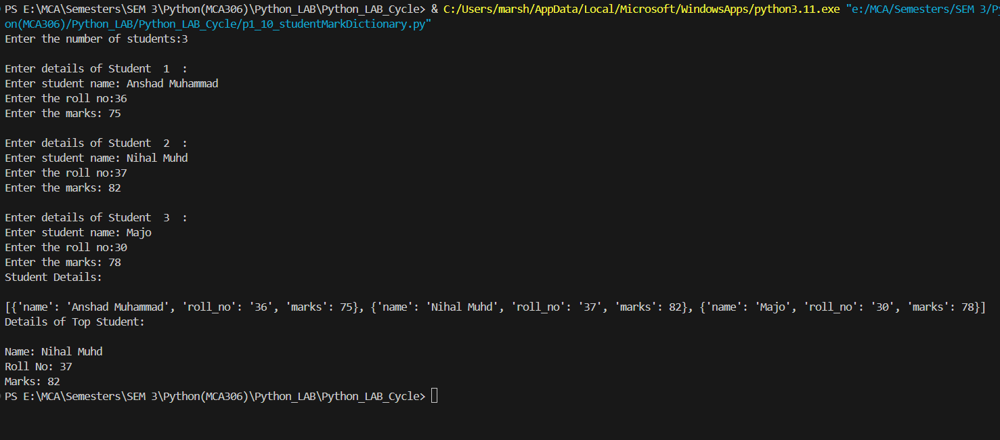 PS E:\MCA\Semesters\SEM 3\Python(MCA306)\Python_LAB\Python_LAB_Cycle> & C:/Users/marsh/AppData/Local/Microsoft/WindowsApps/python3.11.exe "e:/MCA/Semesters/SEM 3/Py
on(MCA306)/Python_LAB/Python_LAB_Cycle/p1_10_studentMarkDictionary.py"
Enter the number of students:3
Enter details of Student  1  :
Enter student name: Anshad Muhammad
Enter the roll no:36
Enter the marks: 75
Enter details of Student  2  :
Enter student name: Nihal Muhd
Enter the roll no:37
Enter the marks: 82
Enter details of Student  3  :
Enter student name: Majo
Enter the roll no:30
Enter the marks: 78
Student Details:
[{'name': 'Anshad Muhammad', 'roll_no': '36', 'marks': 75}, {'name': 'Nihal Muhd', 'roll_no': '37', 'marks': 82}, {'name': 'Majo', 'roll_no': '30', 'marks': 78}]
Details of Top Student:
Name: Nihal Muhd
Roll No: 37
Marks: 82
PS E:\MCA\Semesters\SEM 3\Python(MCA306)\Python_LAB\Python_LAB_Cycle>